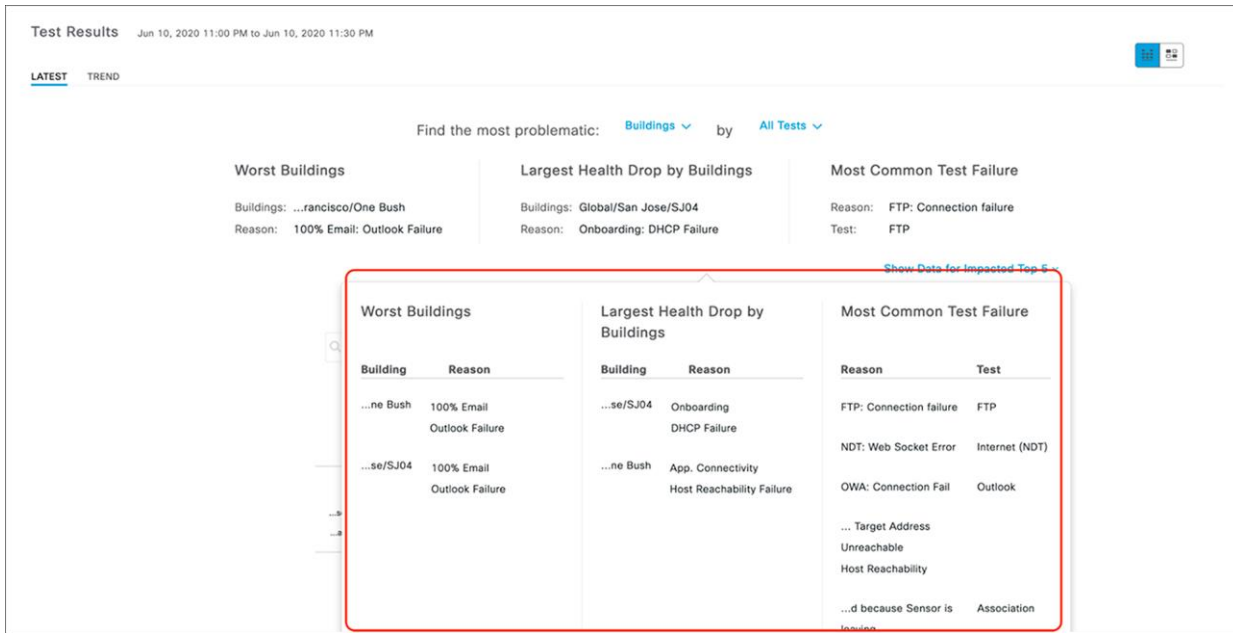 Test Results Jun 10, 2020 11:00 PM to Jun 10, 2020 11:30 PM
LATEST TREND
Find the most problematic: Buildings by All Tests
Worst Buildings
Buildings: ...rancisco/One Bush
Reason: 100% Email: Outlook Failure
Largest Health Drop by Buildings
Buildings: Global/San Jose/SJ04
Reason: Onboarding: DHCP Failure
Most Common Test Failure
Reason: FTP: Connection failure
Test: FTP
Show Data for Impacted Top 5
Worst Buildings
Building Reason
...ne Bush 100% Email
Outlook Failure
...se/SJ04 100% Email
Outlook Failure
Largest Health Drop by
Buildings
Building Reason
...se/SJ04 Onboarding
DHCP Failure
...ne Bush App. Connectivity
Host Reachability Failure
Most Common Test Failure
Reason Test
FTP: Connection failure FTP
NDT: Web Socket Error Internet (NDT)
OWA: Connection Fail Outlook
... Target Address
Unreachable
Host Reachability
...d because Sensor is Association
leaving